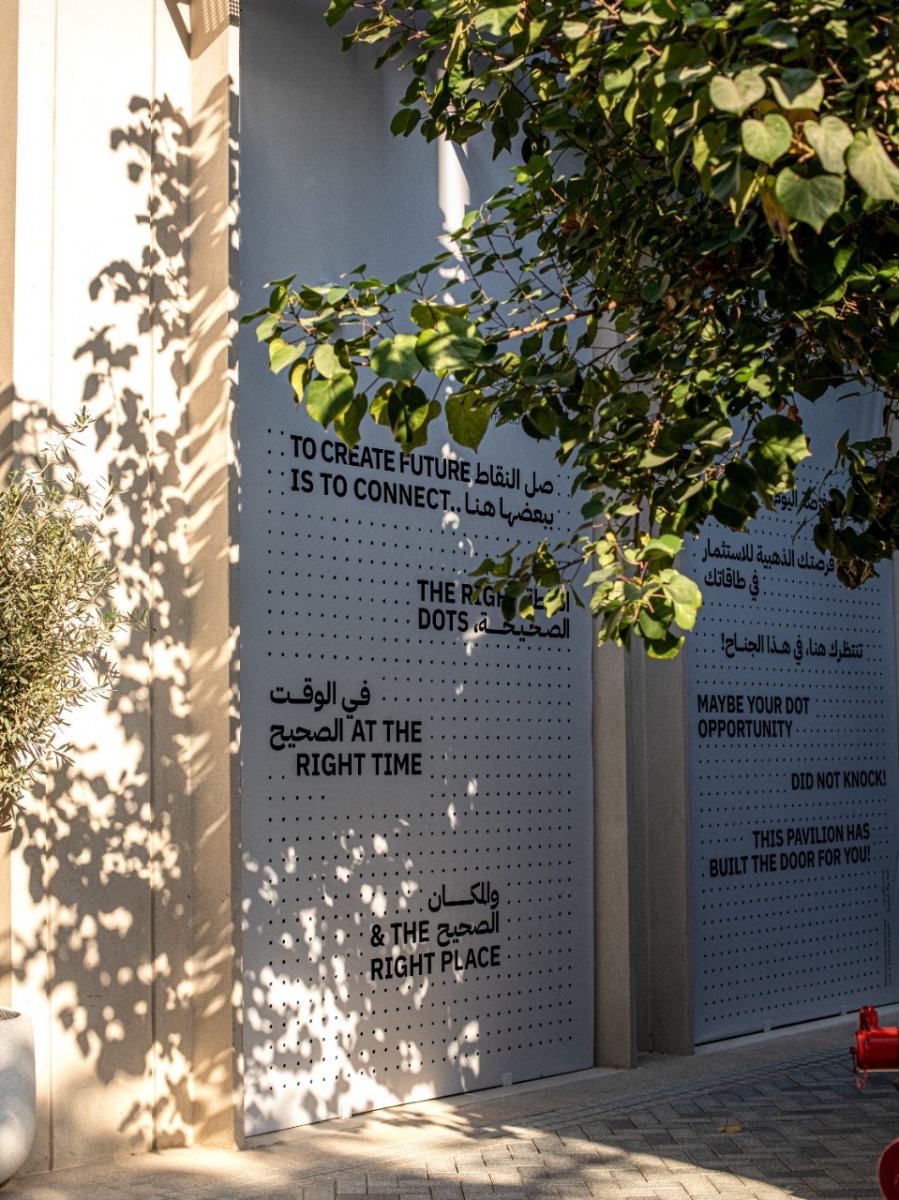 TO CREATE FUTURE صل النقاط
IS TO CONNECT.. ببعضها هنا
THE
DOTS, الصحيحة،
في الوقت
الصحيح AT THE
RIGHT TIME
والمكان
& THE الصحيح
RIGHT PLACE
اليوم
فرصتك الذهبية للاستثمار
في طاقاتك
تنتظرك هنا، في هذا الجناح!
MAYBE YOUR DOT
OPPORTUNITY
DID NOT KNOCK!
THIS PAVILION HAS
BUILT THE DOOR FOR YOU!